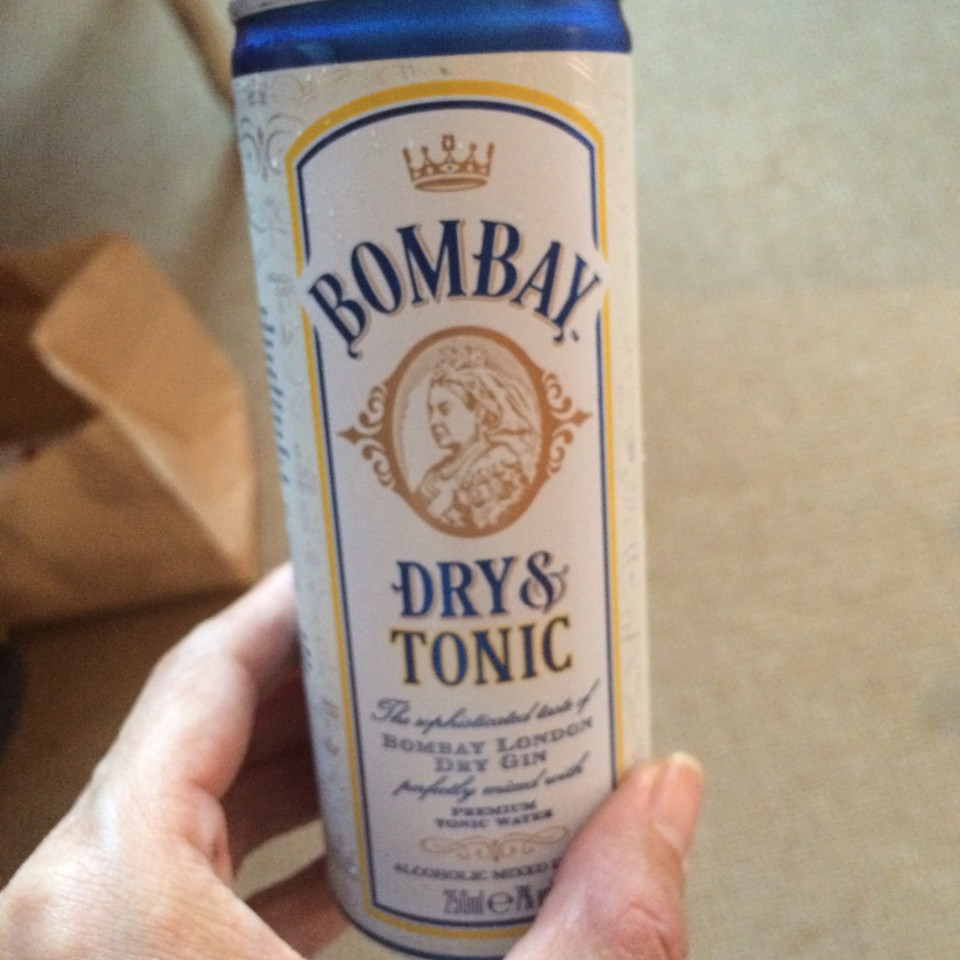 BOMBAY
DRY &
TONIC
The sophisticated taste of
BOMBAY LONDON
DRY GIN
perfectly mixed with
PREMIUM
TONIC WATER
ALCOHOLIC MIXED
250ml e 7%